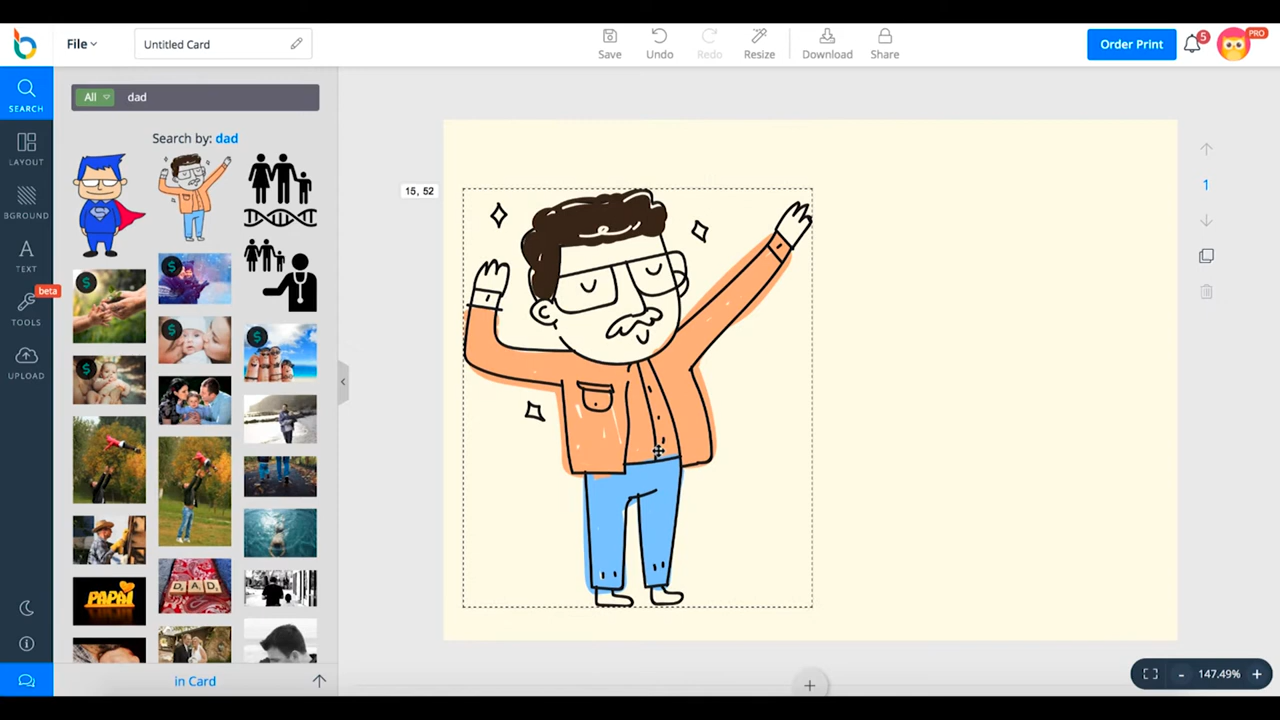 File
Untitled Card
Save
Undo
Redo
Resize
Download
Share
Order Print
5
PRO
SEARCH
LAYOUT
BGROUND
TEXT
beta
TOOLS
UPLOAD
All
dad
Search by: dad
$
$
$
$
$
PAPAI
DAD
in Card
15, 52
1
+
- 147.49% +